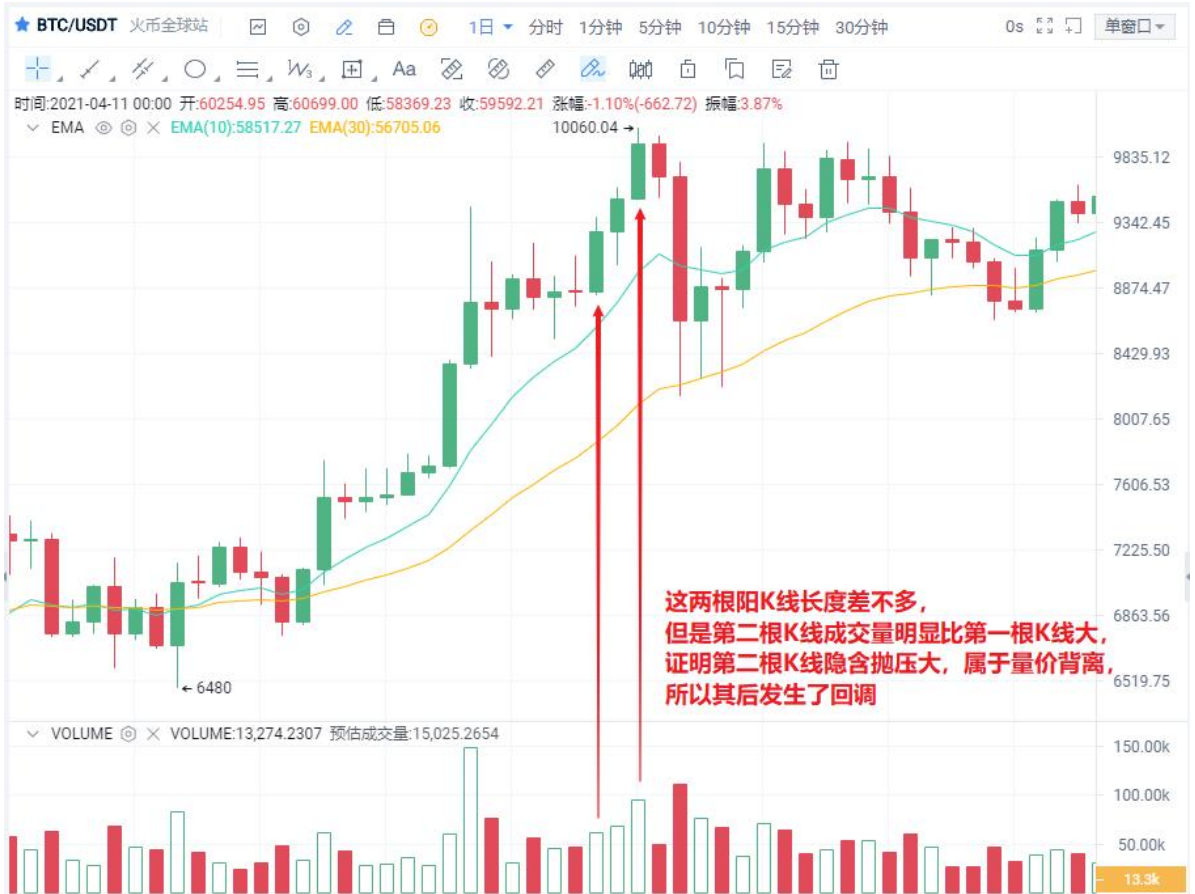 BTC/USDT 火币全球站 1日 分时 1分钟 5分钟 10分钟 15分钟 30分钟 0s 单窗口
W3 Aa
时间:2021-04-11 00:00 开:60254.95 高:60699.00 低:58369.23 收:59592.21 涨幅:-1.10%(-662.72) 振幅:3.87%
EMA EMA(10):58517.27 EMA(30):56705.06
10060.04
9835.12
9342.45
8874.47
8429.93
8007.65
7606.53
7225.50
6863.56
这两根阳K线长度差不多，
但是第二根K线成交量明显比第一根K线大，
证明第二根K线隐含抛压大，属于量价背离，
所以其后发生了回调
6519.75
6480
VOLUME VOLUME:13,274.2307 预估成交量:15,025.2654
150.00k
100.00k
50.00k
13.3k